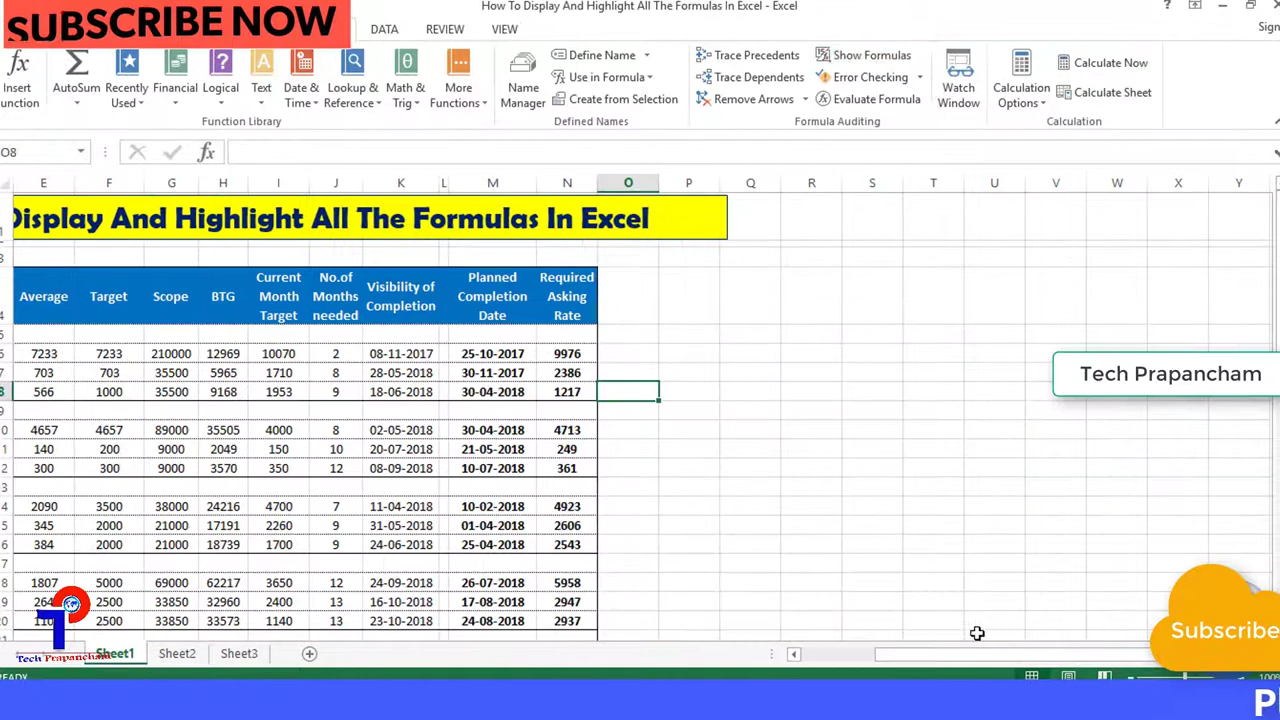 SUBSCRIBE NOW
How To Display And Highlight All The Formulas In Excel - Excel
?
Sign
DATA
REVIEW
VIEW
fx
Insert
unction
AutoSum
Recently
Used
Financial
Logical
Text
Date &
Time
Lookup &
Reference
Math &
Trig
More
Functions
Function Library
Name
Manager
Define Name
Use in Formula
Create from Selection
Defined Names
Trace Precedents
Trace Dependents
Remove Arrows
Show Formulas
Error Checking
Evaluate Formula
Formula Auditing
Watch
Window
Calculation
Options
Calculate Now
Calculate Sheet
Calculation
O8
fx
E F G H I J K L M N O P Q R S T U V W X Y
Display And Highlight All The Formulas In Excel
Average Target Scope BTG Current Month Target No.of Months needed Visibility of Completion Planned Completion Date Required Asking Rate
7233 7233 210000 12969 10070 2 08-11-2017 25-10-2017 9976
703 703 35500 5965 1710 8 28-05-2018 30-11-2017 2386
566 1000 35500 9168 1953 9 18-06-2018 30-04-2018 1217
4657 4657 89000 35505 4000 8 02-05-2018 30-04-2018 4713
140 200 9000 2049 150 10 20-07-2018 21-05-2018 249
300 300 9000 3570 350 12 08-09-2018 10-07-2018 361
2090 3500 38000 24216 4700 7 11-04-2018 10-02-2018 4923
345 2000 21000 17191 2260 9 31-05-2018 01-04-2018 2606
384 2000 21000 18739 1700 9 24-06-2018 25-04-2018 2543
1807 5000 69000 62217 3650 12 24-09-2018 26-07-2018 5958
264 2500 33850 32960 2400 13 16-10-2018 17-08-2018 2947
110 2500 33850 33573 1140 13 23-10-2018 24-08-2018 2937
Tech Prapancham
Subscribe
Tech Prapancham
Sheet1
Sheet2
Sheet3
READY
100%